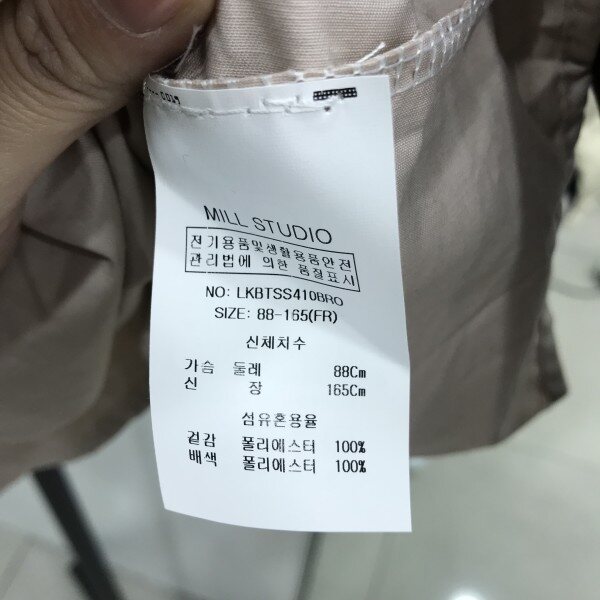 MILL STUDIO
전기용품및생활용품안전
관리법에 의한 품질표시
NO: LKBTSS410BRO
SIZE: 88-165(FR)
신체치수
가슴 둘레 88Cm
신 장 165Cm
섬유혼용율
겉감 폴리에스터 100%
배색 폴리에스터 100%